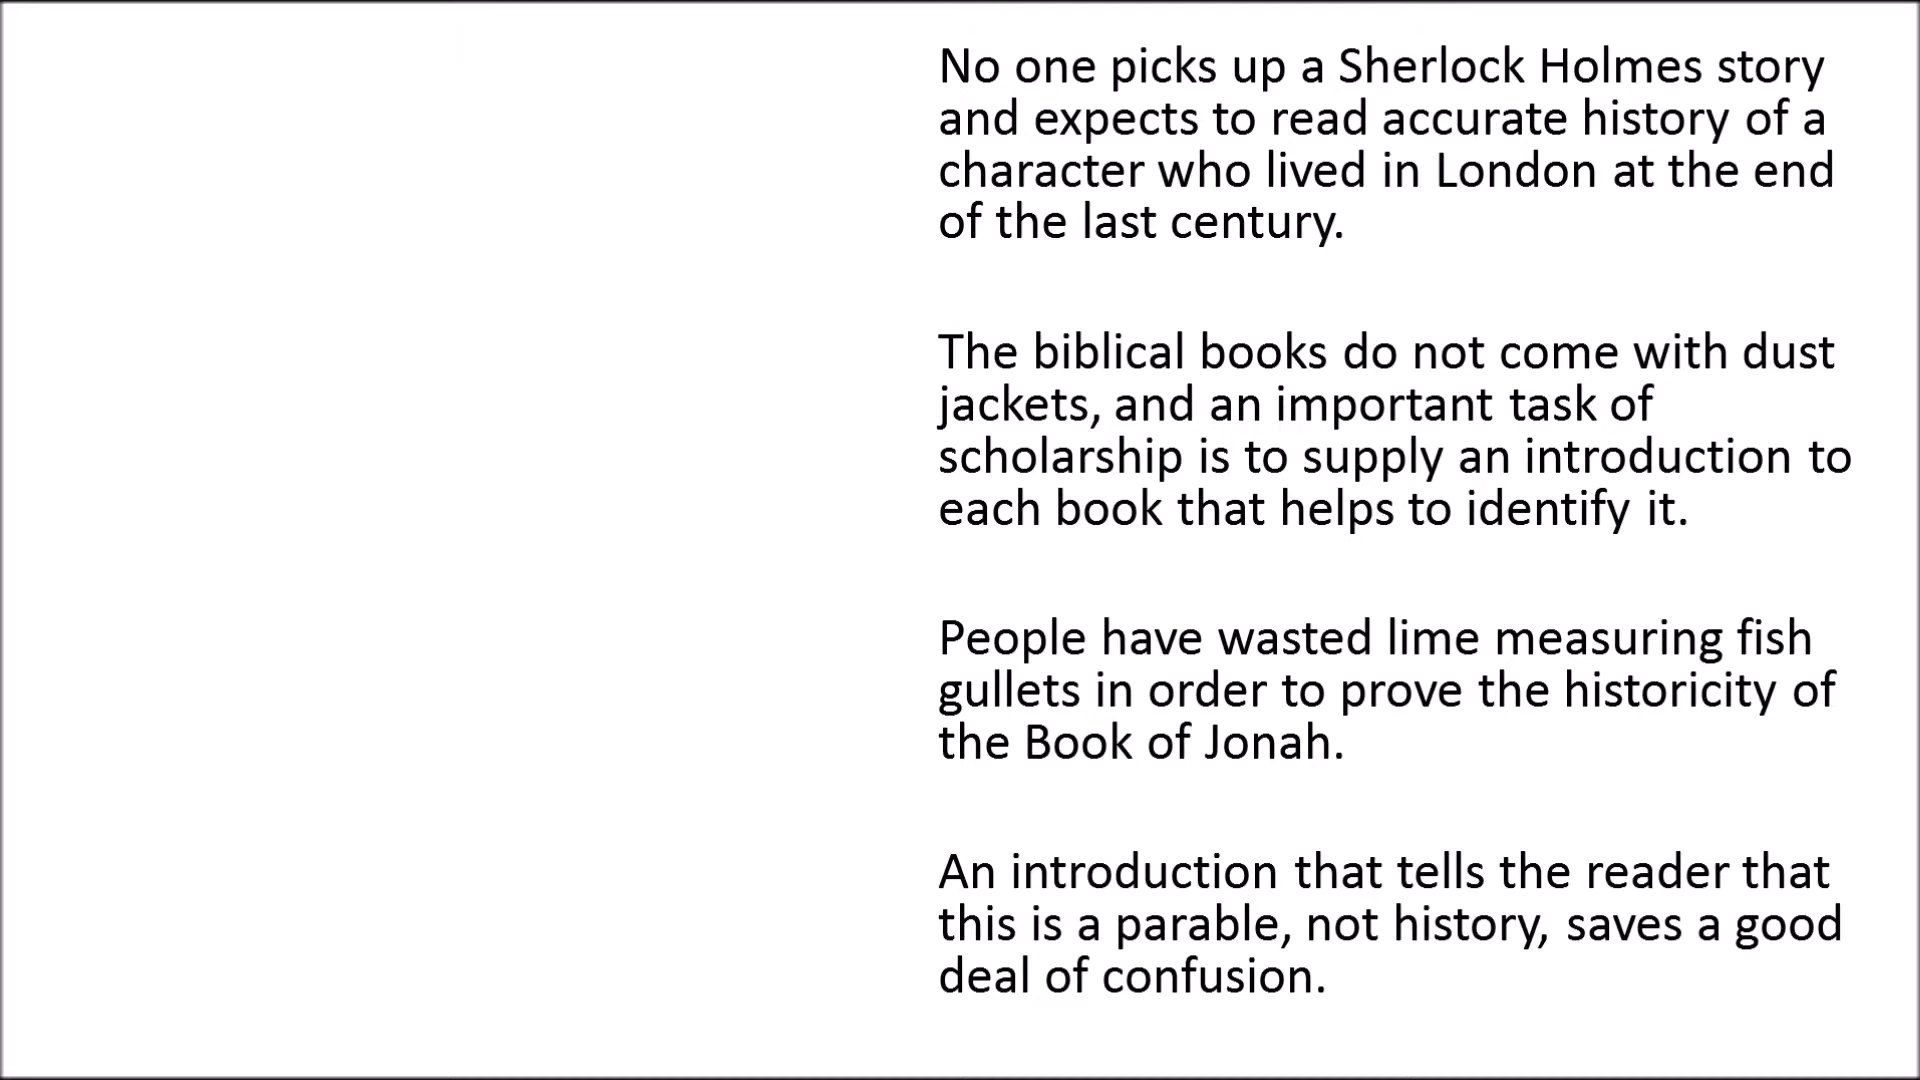 No one picks up a Sherlock Holmes story
and expects to read accurate history of a
character who lived in London at the end
of the last century.
The biblical books do not come with dust
jackets, and an important task of
scholarship is to supply an introduction to
each book that helps to identify it.
People have wasted lime measuring fish
gullets in order to prove the historicity of
the Book of Jonah.
An introduction that tells the reader that
this is a parable, not history, saves a good
deal of confusion.